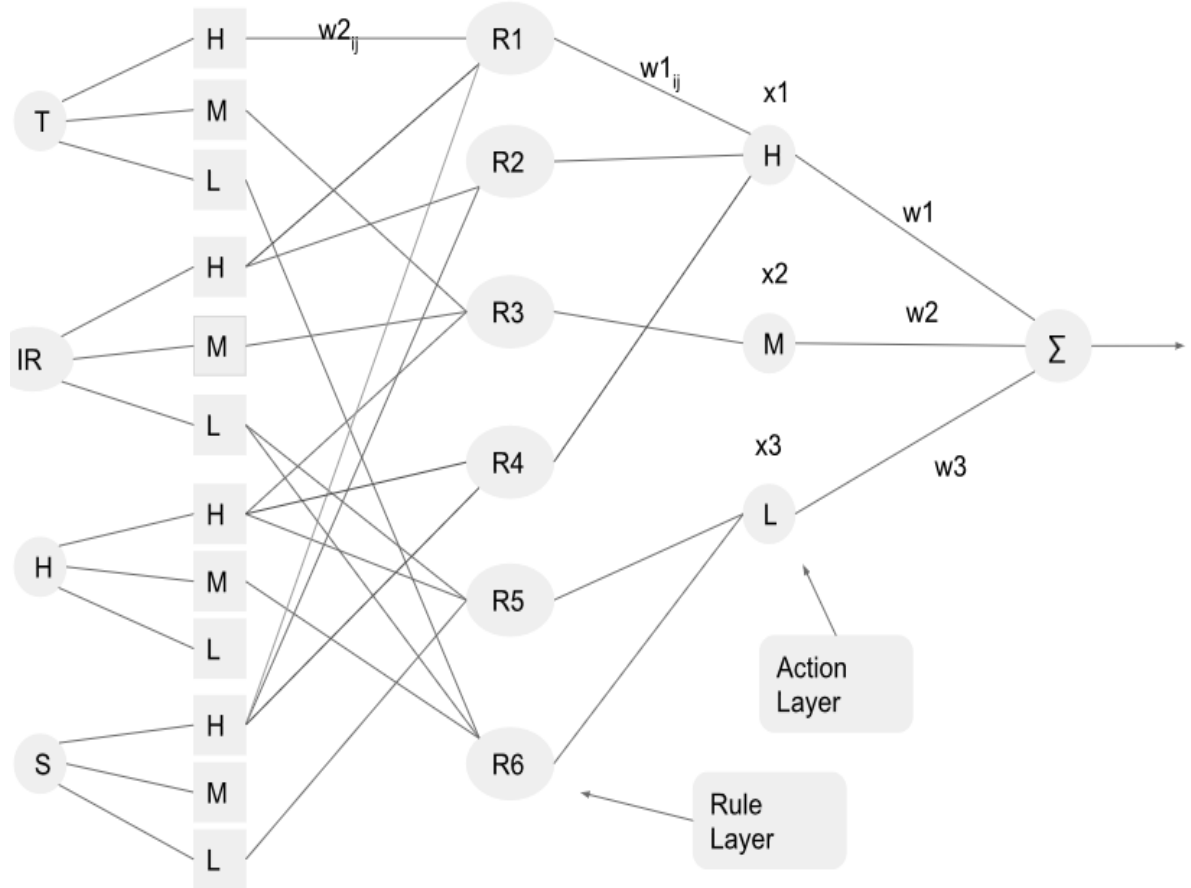 H
w2ij
R1
w1ij
x1
T
M
R2
H
L
w1
H
x2
R3
w2
IR
M
M
Σ
L
x3
R4
w3
H
L
H
M
R5
L
Action
Layer
H
S
R6
M
Rule
Layer
L